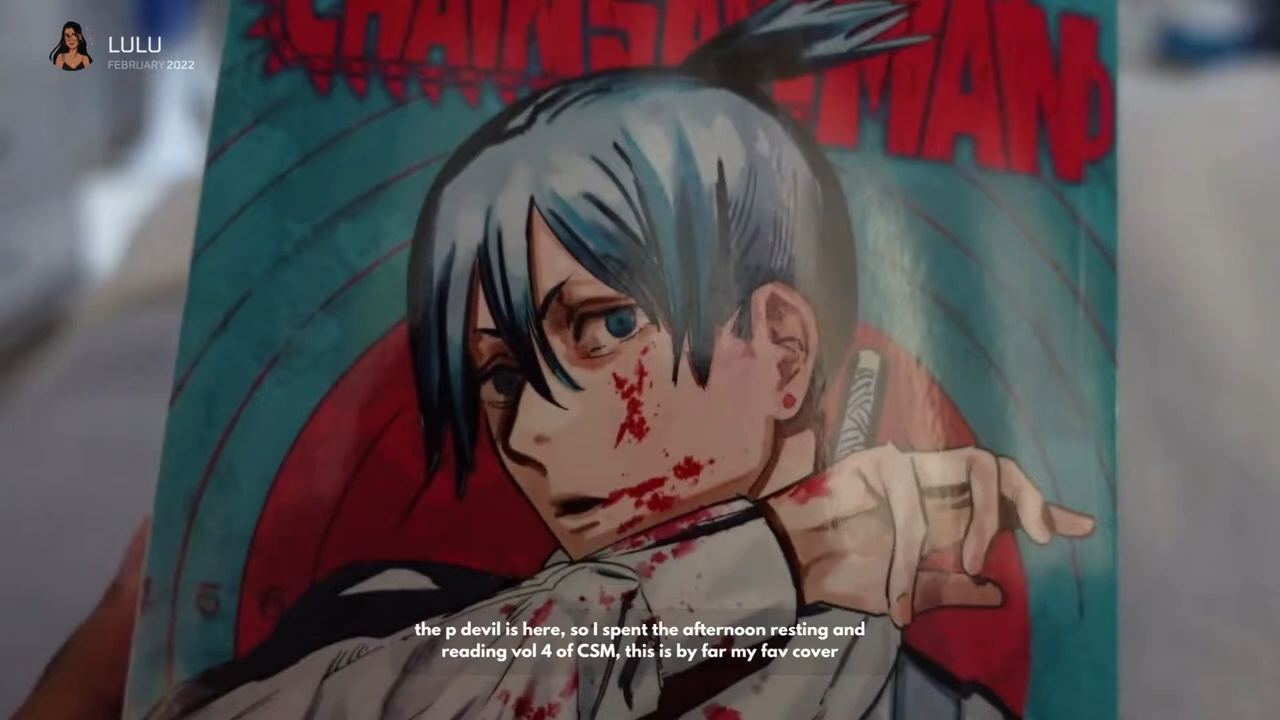 CHAINSAW MAN
LULU
FEBRUARY 2022
the p devil is here, so I spent the afternoon resting and
reading vol 4 of CSM, this is by far my fav cover